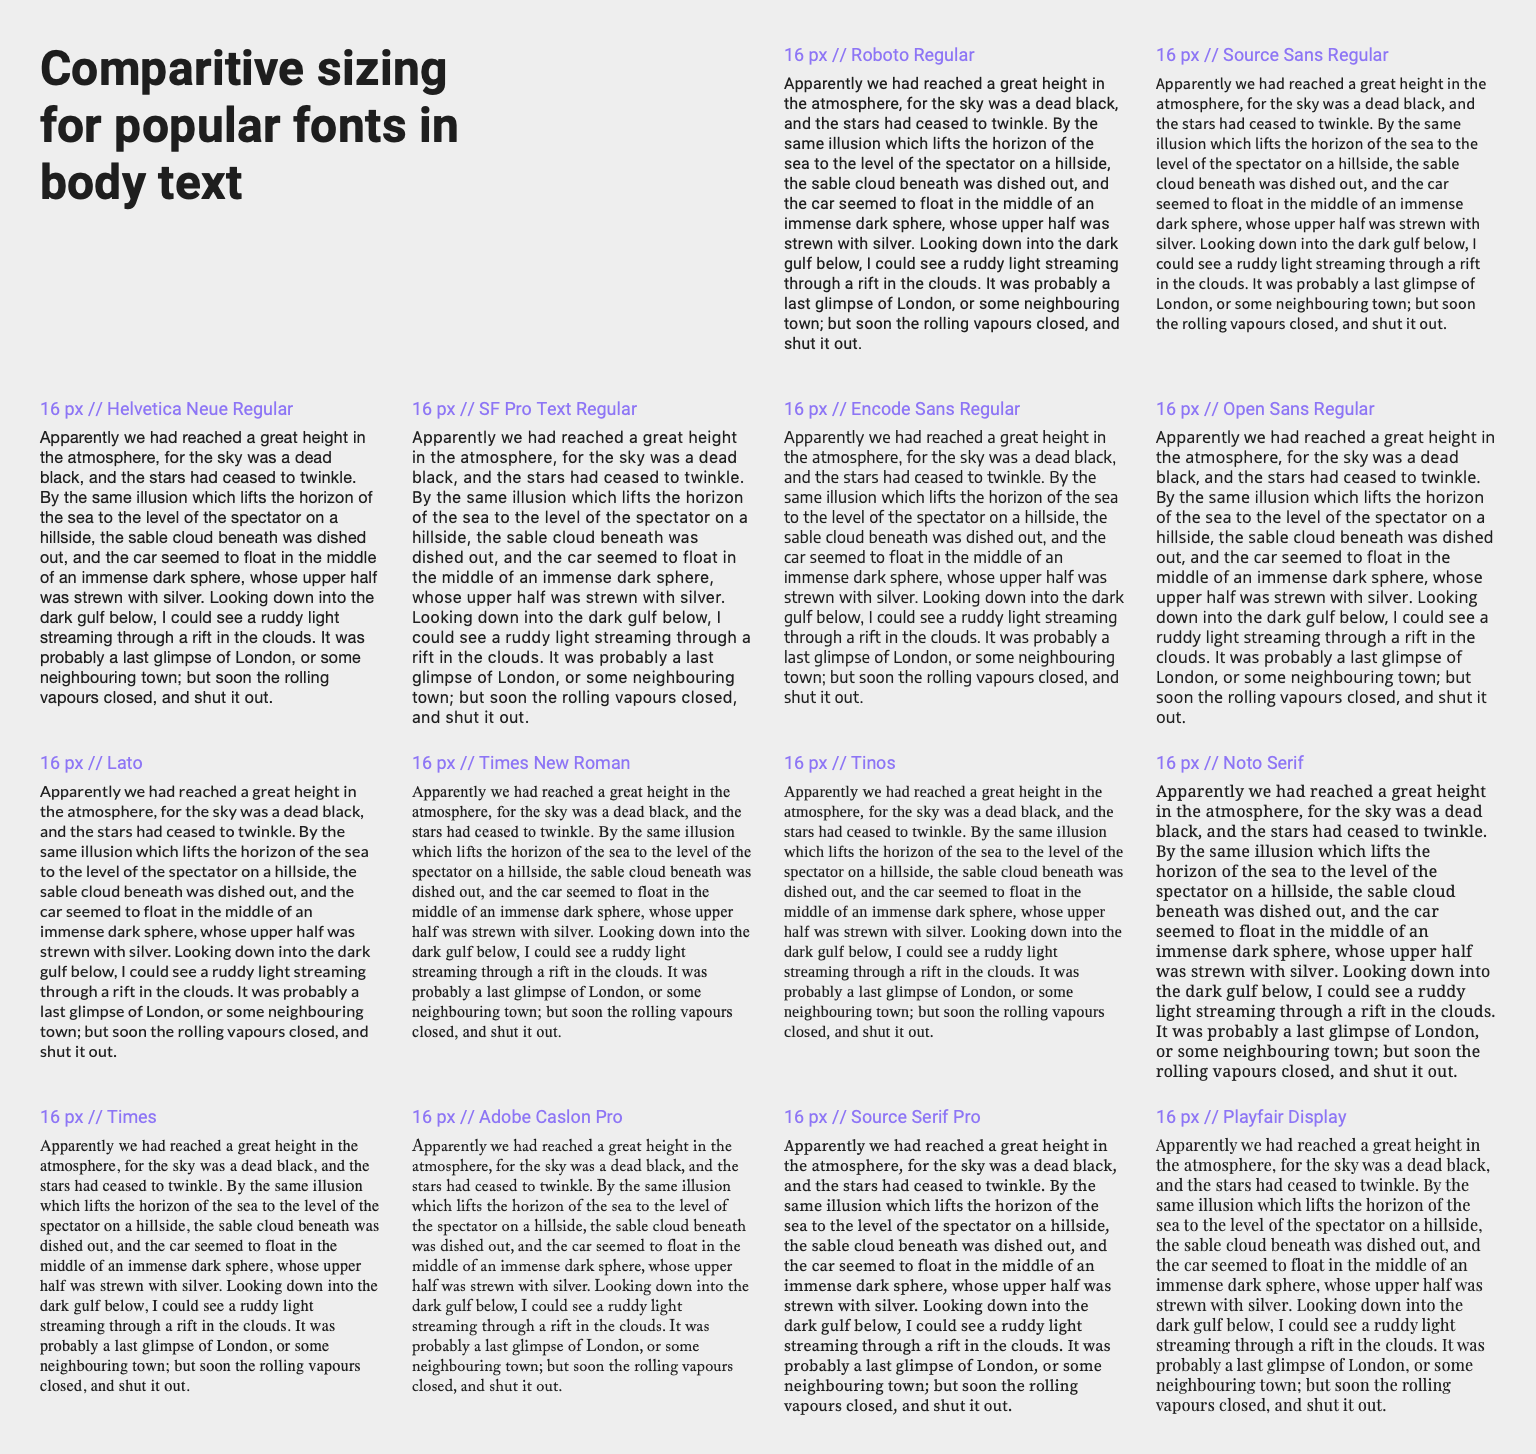 Comparitive sizing
for popular fonts in
body text
16 px // Roboto Regular
Apparently we had reached a great height in
the atmosphere, for the sky was a dead black,
and the stars had ceased to twinkle. By the
same illusion which lifts the horizon of the
sea to the level of the spectator on a hillside,
the sable cloud beneath was dished out, and
the car seemed to float in the middle of an
immense dark sphere, whose upper half was
strewn with silver. Looking down into the dark
gulf below, I could see a ruddy light streaming
through a rift in the clouds. It was probably a
last glimpse of London, or some neighbouring
town; but soon the rolling vapours closed, and
shut it out.
16 px // Source Sans Regular
Apparently we had reached a great height in the
atmosphere, for the sky was a dead black, and
the stars had ceased to twinkle. By the same
illusion which lifts the horizon of the sea to the
level of the spectator on a hillside, the sable
cloud beneath was dished out, and the car
seemed to float in the middle of an immense
dark sphere, whose upper half was strewn with
silver. Looking down into the dark gulf below, I
could see a ruddy light streaming through a rift
in the clouds. It was probably a last glimpse of
London, or some neighbouring town; but soon
the rolling vapours closed, and shut it out.
16 px // Helvetica Neue Regular
Apparently we had reached a great height in
the atmosphere, for the sky was a dead
black, and the stars had ceased to twinkle.
By the same illusion which lifts the horizon of
the sea to the level of the spectator on a
hillside, the sable cloud beneath was dished
out, and the car seemed to float in the middle
of an immense dark sphere, whose upper half
was strewn with silver. Looking down into the
dark gulf below, I could see a ruddy light
streaming through a rift in the clouds. It was
probably a last glimpse of London, or some
neighbouring town; but soon the rolling
vapours closed, and shut it out.
16 px // SF Pro Text Regular
Apparently we had reached a great height
in the atmosphere, for the sky was a dead
black, and the stars had ceased to twinkle.
By the same illusion which lifts the horizon
of the sea to the level of the spectator on a
hillside, the sable cloud beneath was
dished out, and the car seemed to float in
the middle of an immense dark sphere,
whose upper half was strewn with silver.
Looking down into the dark gulf below, I
could see a ruddy light streaming through a
rift in the clouds. It was probably a last
glimpse of London, or some neighbouring
town; but soon the rolling vapours closed,
and shut it out.
16 px // Encode Sans Regular
Apparently we had reached a great height in
the atmosphere, for the sky was a dead black,
and the stars had ceased to twinkle. By the
same illusion which lifts the horizon of the sea
to the level of the spectator on a hillside, the
sable cloud beneath was dished out, and the
car seemed to float in the middle of an
immense dark sphere, whose upper half was
strewn with silver. Looking down into the dark
gulf below, I could see a ruddy light streaming
through a rift in the clouds. It was probably a
last glimpse of London, or some neighbouring
town; but soon the rolling vapours closed, and
shut it out.
16 px // Open Sans Regular
Apparently we had reached a great height in
the atmosphere, for the sky was a dead
black, and the stars had ceased to twinkle.
By the same illusion which lifts the horizon
of the sea to the level of the spectator on a
hillside, the sable cloud beneath was dished
out, and the car seemed to float in the
middle of an immense dark sphere, whose
upper half was strewn with silver. Looking
down into the dark gulf below, I could see a
ruddy light streaming through a rift in the
clouds. It was probably a last glimpse of
London, or some neighbouring town; but
soon the rolling vapours closed, and shut it
out.
16 px // Lato
Apparently we had reached a great height in
the atmosphere, for the sky was a dead black,
and the stars had ceased to twinkle. By the
same illusion which lifts the horizon of the sea
to the level of the spectator on a hillside, the
sable cloud beneath was dished out, and the
car seemed to float in the middle of an
immense dark sphere, whose upper half was
strewn with silver. Looking down into the dark
gulf below, I could see a ruddy light streaming
through a rift in the clouds. It was probably a
last glimpse of London, or some neighbouring
town; but soon the rolling vapours closed, and
shut it out.
16 px // Times New Roman
Apparently we had reached a great height in the
atmosphere, for the sky was a dead black, and the
stars had ceased to twinkle. By the same illusion
which lifts the horizon of the sea to the level of the
spectator on a hillside, the sable cloud beneath was
dished out, and the car seemed to float in the
middle of an immense dark sphere, whose upper
half was strewn with silver. Looking down into the
dark gulf below, I could see a ruddy light
streaming through a rift in the clouds. It was
probably a last glimpse of London, or some
neighbouring town; but soon the rolling vapours
closed, and shut it out.
16 px // Tinos
Apparently we had reached a great height in the
atmosphere, for the sky was a dead black, and the
stars had ceased to twinkle. By the same illusion
which lifts the horizon of the sea to the level of the
spectator on a hillside, the sable cloud beneath was
dished out, and the car seemed to float in the
middle of an immense dark sphere, whose upper
half was strewn with silver. Looking down into the
dark gulf below, I could see a ruddy light
streaming through a rift in the clouds. It was
probably a last glimpse of London, or some
neighbouring town; but soon the rolling vapours
closed, and shut it out.
16 px // Noto Serif
Apparently we had reached a great height
in the atmosphere, for the sky was a dead
black, and the stars had ceased to twinkle.
By the same illusion which lifts the
horizon of the sea to the level of the
spectator on a hillside, the sable cloud
beneath was dished out, and the car
seemed to float in the middle of an
immense dark sphere, whose upper half
was strewn with silver. Looking down into
the dark gulf below, I could see a ruddy
light streaming through a rift in the clouds.
It was probably a last glimpse of London,
or some neighbouring town; but soon the
rolling vapours closed, and shut it out.
16 px // Times
Apparently we had reached a great height in the
atmosphere, for the sky was a dead black, and the
stars had ceased to twinkle. By the same illusion
which lifts the horizon of the sea to the level of the
spectator on a hillside, the sable cloud beneath was
dished out, and the car seemed to float in the
middle of an immense dark sphere, whose upper
half was strewn with silver. Looking down into the
dark gulf below, I could see a ruddy light
streaming through a rift in the clouds. It was
probably a last glimpse of London, or some
neighbouring town; but soon the rolling vapours
closed, and shut it out.
16 px // Adobe Caslon Pro
Apparently we had reached a great height in the
atmosphere, for the sky was a dead black, and the
stars had ceased to twinkle. By the same illusion
which lifts the horizon of the sea to the level of
the spectator on a hillside, the sable cloud beneath
was dished out, and the car seemed to float in the
middle of an immense dark sphere, whose upper
half was strewn with silver. Looking down into the
dark gulf below, I could see a ruddy light
streaming through a rift in the clouds. It was
probably a last glimpse of London, or some
neighbouring town; but soon the rolling vapours
closed, and shut it out.
16 px // Source Serif Pro
Apparently we had reached a great height in
the atmosphere, for the sky was a dead black,
and the stars had ceased to twinkle. By the
same illusion which lifts the horizon of the
sea to the level of the spectator on a hillside,
the sable cloud beneath was dished out, and
the car seemed to float in the middle of an
immense dark sphere, whose upper half was
strewn with silver. Looking down into the
dark gulf below, I could see a ruddy light
streaming through a rift in the clouds. It was
probably a last glimpse of London, or some
neighbouring town; but soon the rolling
vapours closed, and shut it out.
16 px // Playfair Display
Apparently we had reached a great height in
the atmosphere, for the sky was a dead black,
and the stars had ceased to twinkle. By the
same illusion which lifts the horizon of the
sea to the level of the spectator on a hillside,
the sable cloud beneath was dished out, and
the car seemed to float in the middle of an
immense dark sphere, whose upper half was
strewn with silver. Looking down into the
dark gulf below, I could see a ruddy light
streaming through a rift in the clouds. It was
probably a last glimpse of London, or some
neighbouring town; but soon the rolling
vapours closed, and shut it out.